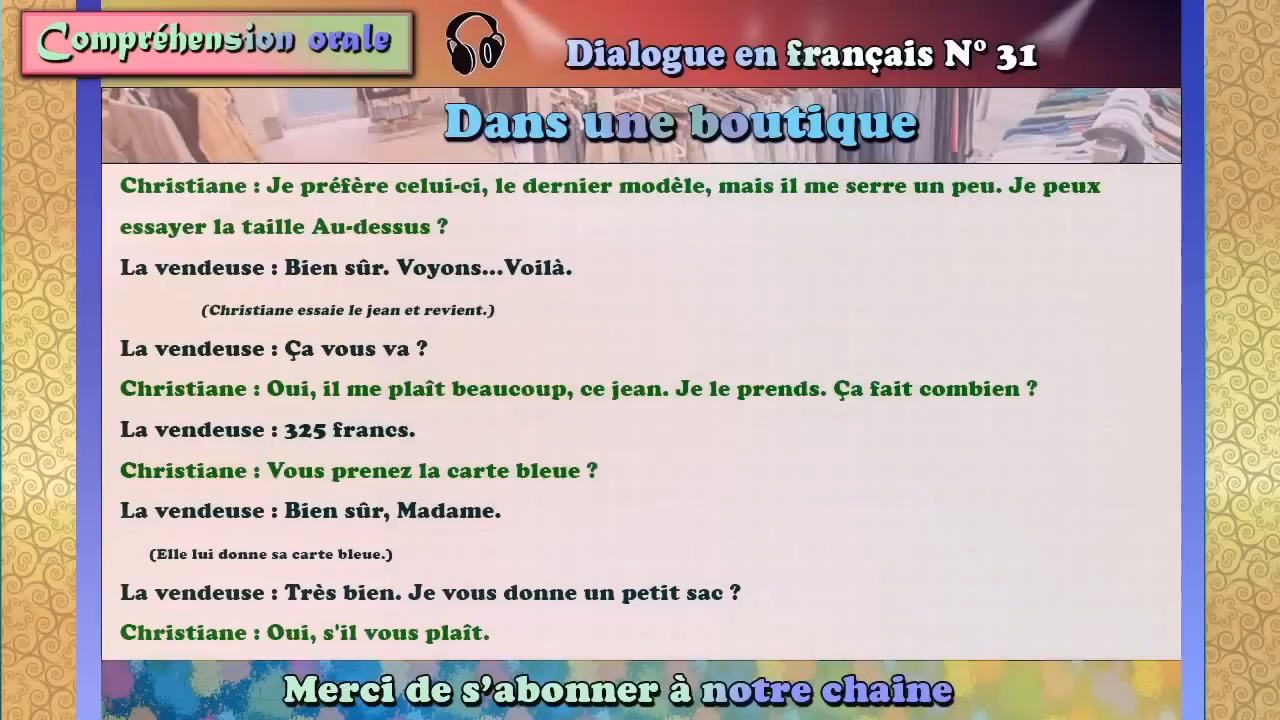 Compréhension orale
Dialogue en français N° 31
Dans une boutique
Christiane : Je préfère celui-ci, le dernier modèle, mais il me serre un peu. Je peux
essayer la taille Au-dessus ?
La vendeuse : Bien sûr. Voyons...Voilà.
(Christiane essaie le jean et revient.)
La vendeuse : Ça vous va ?
Christiane : Oui, il me plaît beaucoup, ce jean. Je le prends. Ça fait combien ?
La vendeuse : 325 francs.
Christiane : Vous prenez la carte bleue ?
La vendeuse : Bien sûr, Madame.
(Elle lui donne sa carte bleue.)
La vendeuse : Très bien. Je vous donne un petit sac ?
Christiane : Oui, s'il vous plaît.
Merci de s’abonner à notre chaine